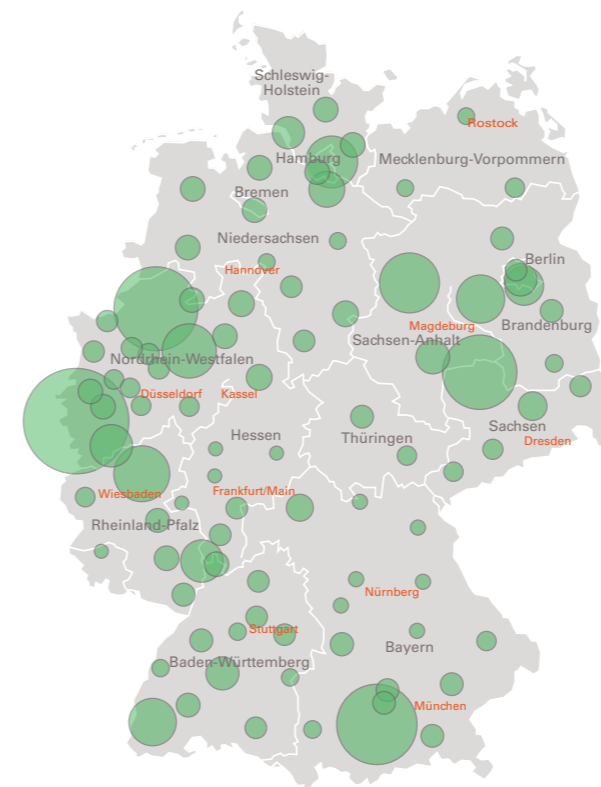 Schleswig-
Holstein
Rostock
Hamburg
Mecklenburg-Vorpommern
Bremen
Niedersachsen
Berlin
Hannover
Magdeburg
Brandenburg
Sachsen-Anhalt
Nordrhein-Westfalen
Düsseldorf
Kassel
Sachsen
Hessen
Thüringen
Dresden
Wiesbaden
Frankfurt/Main
Rheinland-Pfalz
Nürnberg
Stuttgart
Bayern
Baden-Württemberg
München